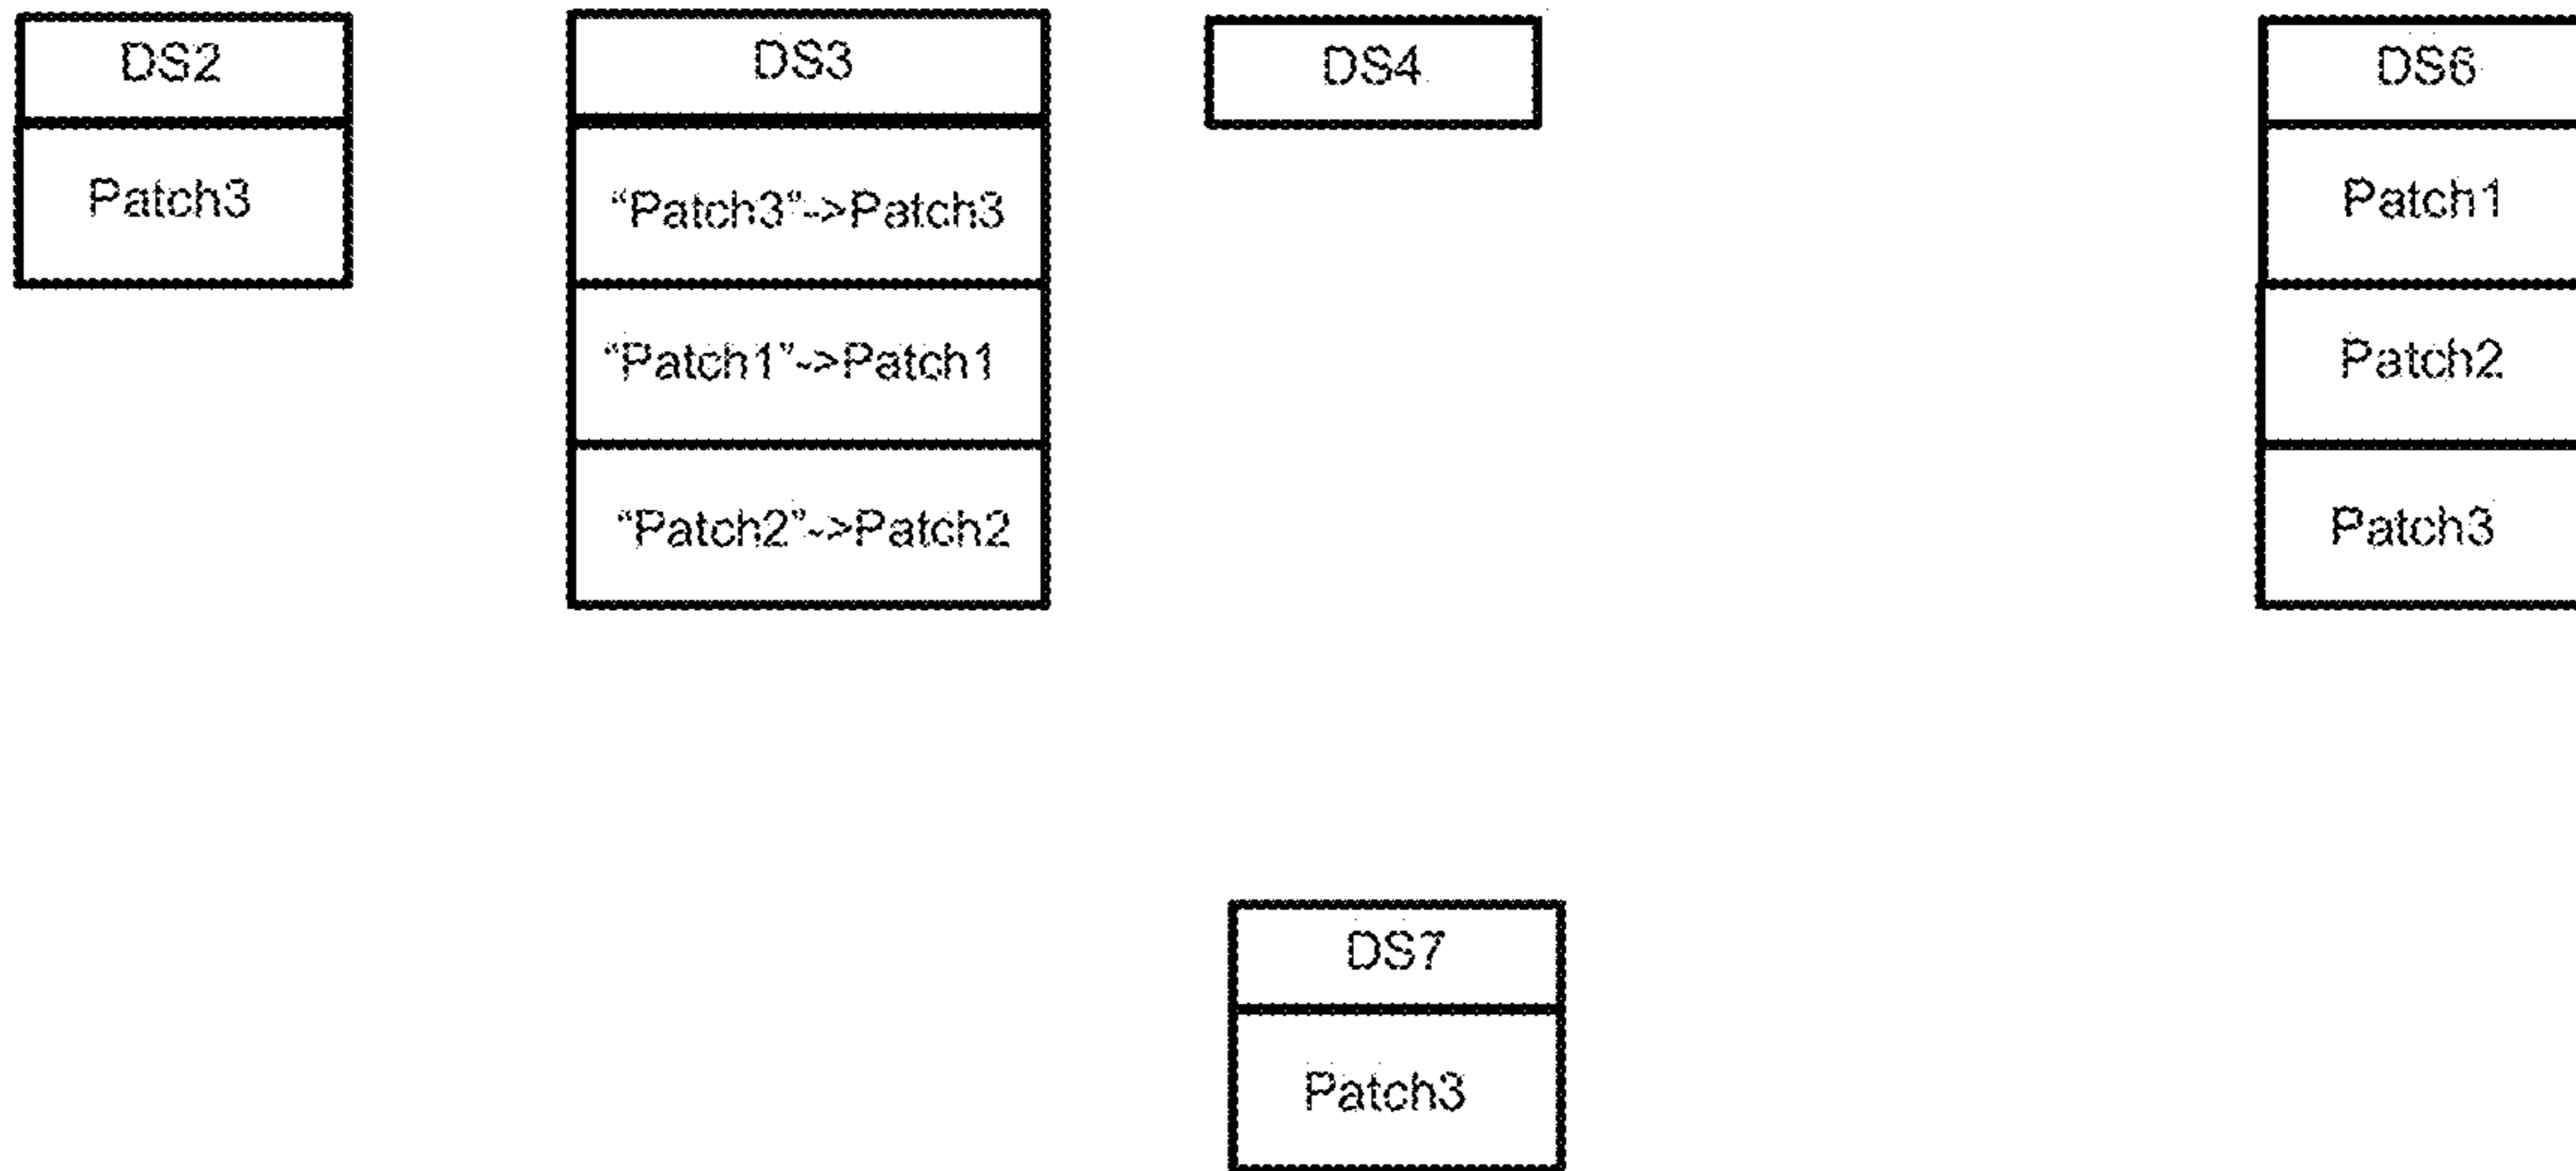 DS2
Patch3
DS3
“Patch3”->Patch3
“Patch1”->Patch1
“Patch2”->Patch2
DS4
DS6
Patch1
Patch2
Patch3
DS7
Patch3